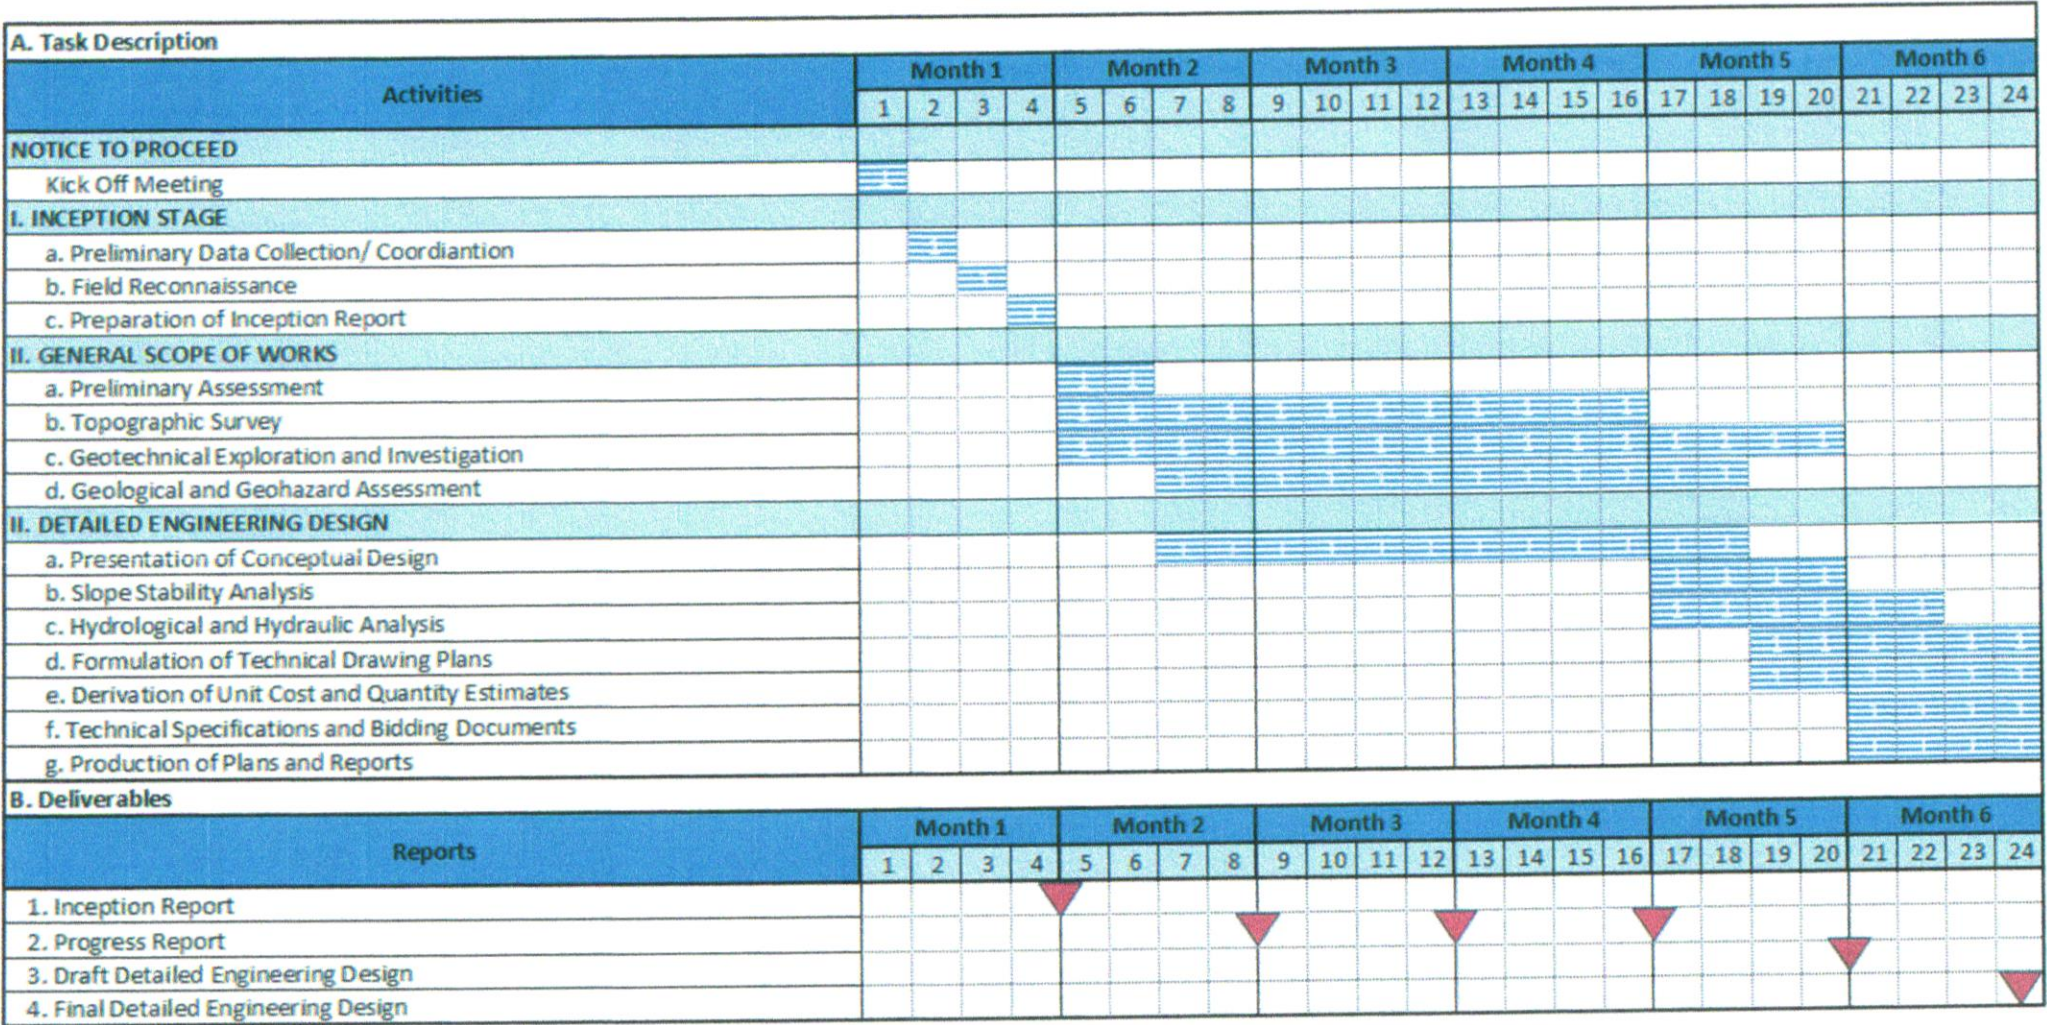 A. Task Description
Activities Month 1 Month 2 Month 3 Month 4 Month 5 Month 6
1 2 3 4 5 6 7 8 9 10 11 12 13 14 15 16 17 18 19 20 21 22 23 24
NOTICE TO PROCEED
Kick Off Meeting
I. INCEPTION STAGE
a. Preliminary Data Collection/ Coordiantion
b. Field Reconnaissance
c. Preparation of Inception Report
II. GENERAL SCOPE OF WORKS
a. Preliminary Assessment
b. Topographic Survey
c. Geotechnical Exploration and Investigation
d. Geological and Geohazard Assessment
II. DETAILED ENGINEERING DESIGN
a. Presentation of Conceptual Design
b. Slope Stability Analysis
c. Hydrological and Hydraulic Analysis
d. Formulation of Technical Drawing Plans
e. Derivation of Unit Cost and Quantity Estimates
f. Technical Specifications and Bidding Documents
g. Production of Plans and Reports
B. Deliverables
Reports Month 1 Month 2 Month 3 Month 4 Month 5 Month 6
1 2 3 4 5 6 7 8 9 10 11 12 13 14 15 16 17 18 19 20 21 22 23 24
1. Inception Report
2. Progress Report
3. Draft Detailed Engineering Design
4. Final Detailed Engineering Design